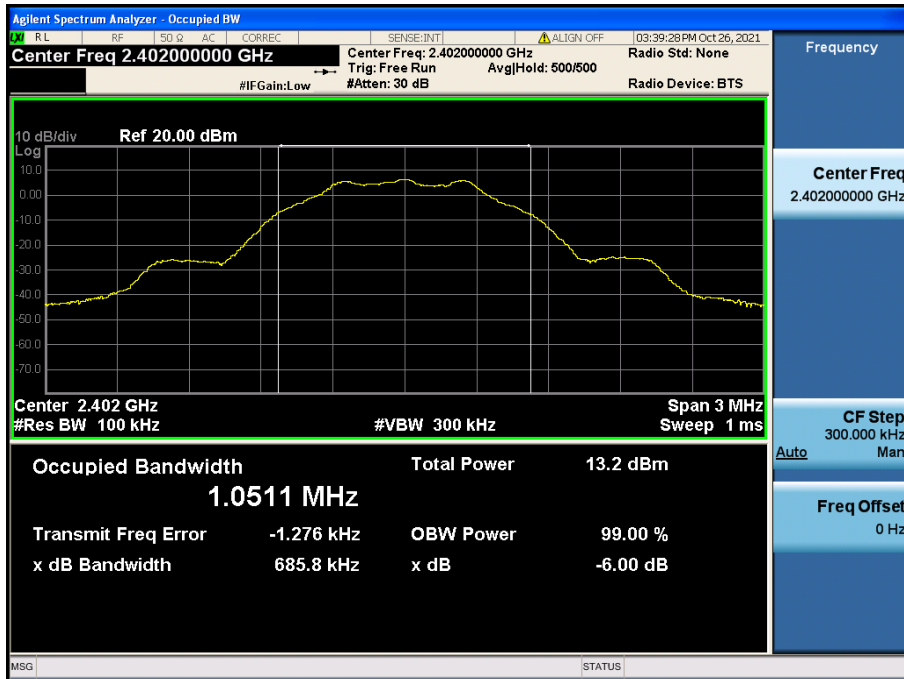 Agilent Spectrum Analyzer - Occupied BW
LXI RL RF 50 Ω AC CORREC SENSE:INT ALIGN OFF 03:39:28 PM Oct 26, 2021
Center Freq 2.402000000 GHz
Center Freq: 2.402000000 GHz
Radio Std: None
Trig: Free Run Avg|Hold: 500/500
#IFGain:Low
#Atten: 30 dB
Radio Device: BTS
Frequency
10 dB/div Ref 20.00 dBm
Log
10.0
0.00
-10.0
-20.0
-30.0
-40.0
-50.0
-60.0
-70.0
Center 2.402 GHz Span 3 MHz
#Res BW 100 kHz #VBW 300 kHz Sweep 1 ms
Occupied Bandwidth Total Power 13.2 dBm
1.0511 MHz
Transmit Freq Error -1.276 kHz OBW Power 99.00 %
x dB Bandwidth 685.8 kHz x dB -6.00 dB
Center Freq
2.402000000 GHz
CF Step
300.000 kHz
Auto Man
Freq Offset
0 Hz
MSG STATUS